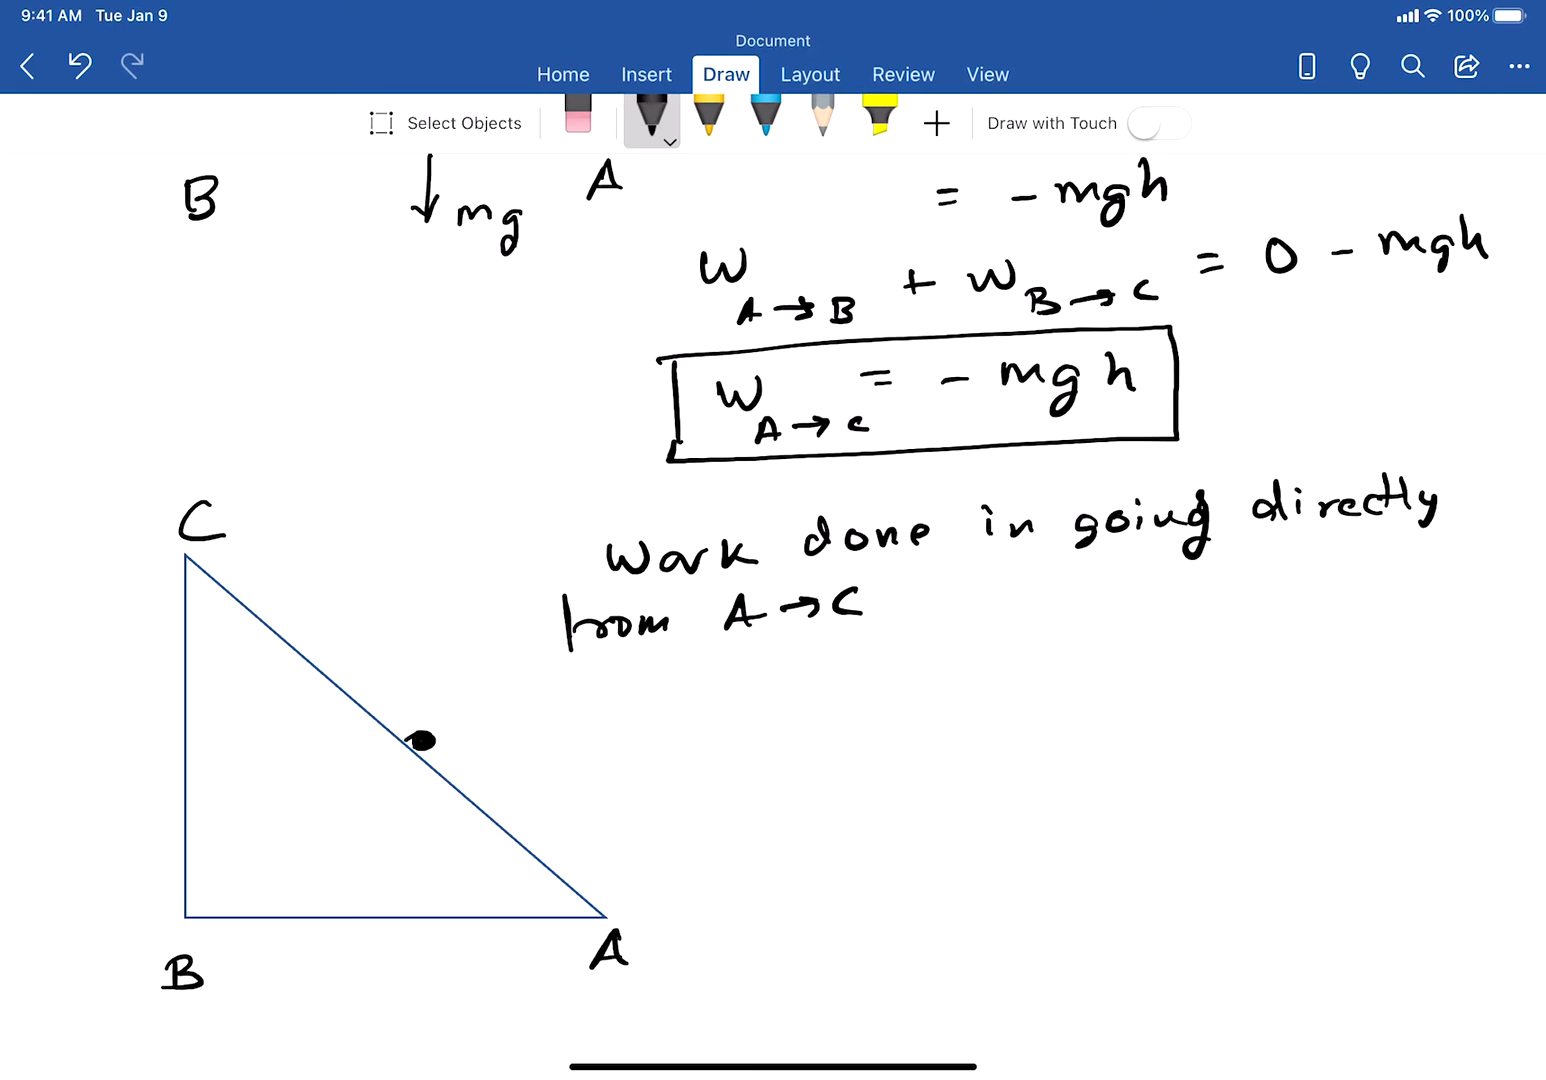 9:41 AM Tue Jan 9
100%
Document
Home Insert Draw Layout Review View
Select Objects
Draw with Touch
B
mg
A
= - mgh
W A→B + W B→C = 0 - mgh
W A→C = - mgh
C
Work done in going directly
from A→C
B
A